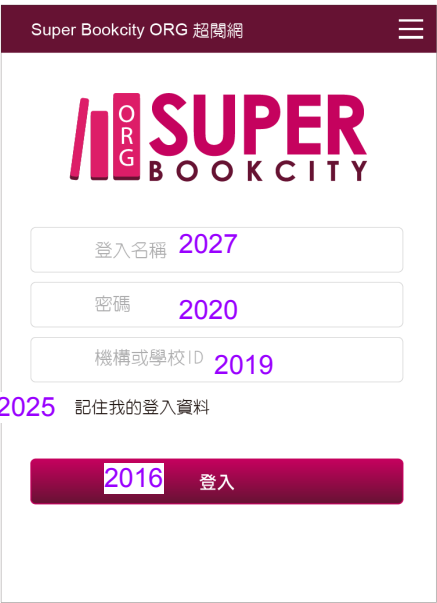 Super Bookcity ORG 超閱網
ORG
SUPER
BOOKCITY
登入名稱 2027
密碼 2020
機構或學校ID 2019
2025 記住我的登入資料
2016 登入